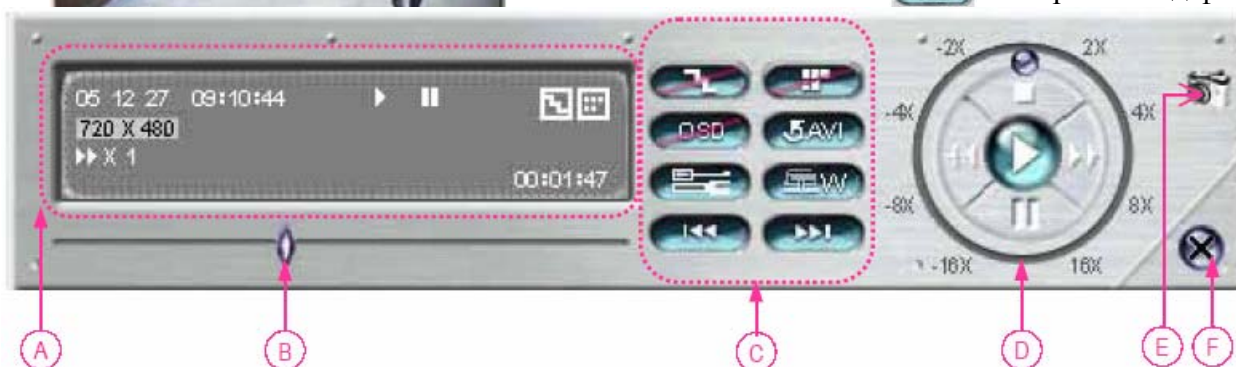 05 12 27 09:10:44
720 X 480
X 1
00:01:47
OSD AVI
W
-2X 2X
-4X 4X
-8X 8X
-16X 16X
A B C D E F